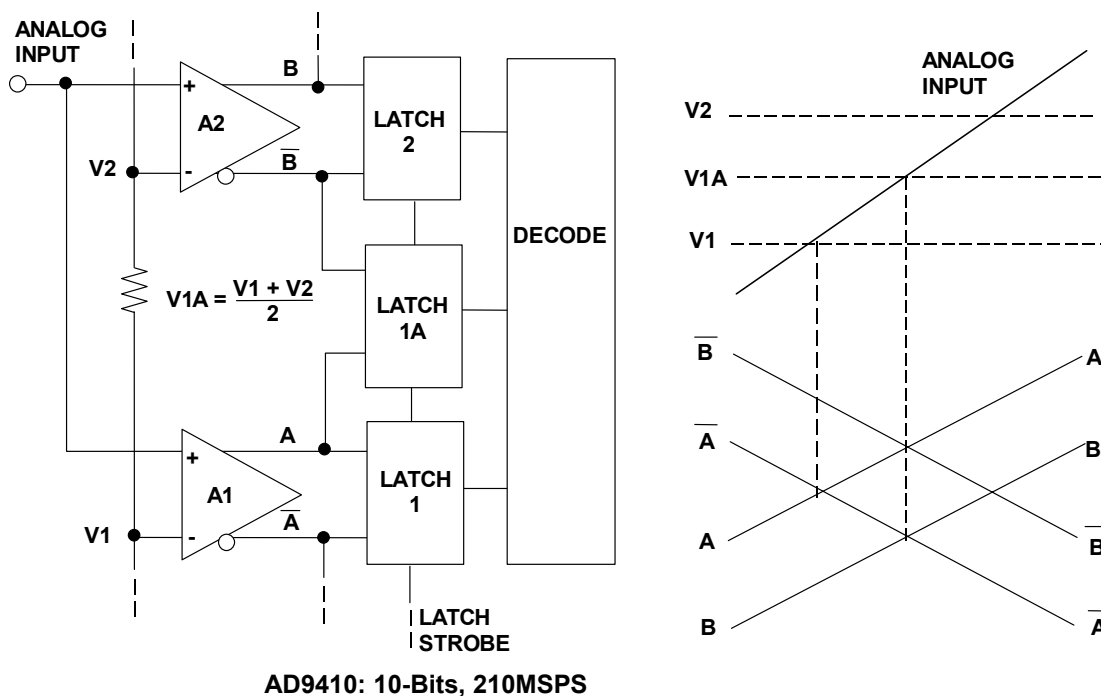 ANALOG
INPUT
B
+
A2
B̅
-
V2
LATCH
2
DECODE
V1A = V1 + V2
2
LATCH
1A
A
+
A1
A̅
-
V1
LATCH
1
LATCH
STROBE
ANALOG
INPUT
V2
V1A
V1
B̅
A
A̅
B
A
B̅
B
A̅
AD9410: 10-Bits, 210MSPS